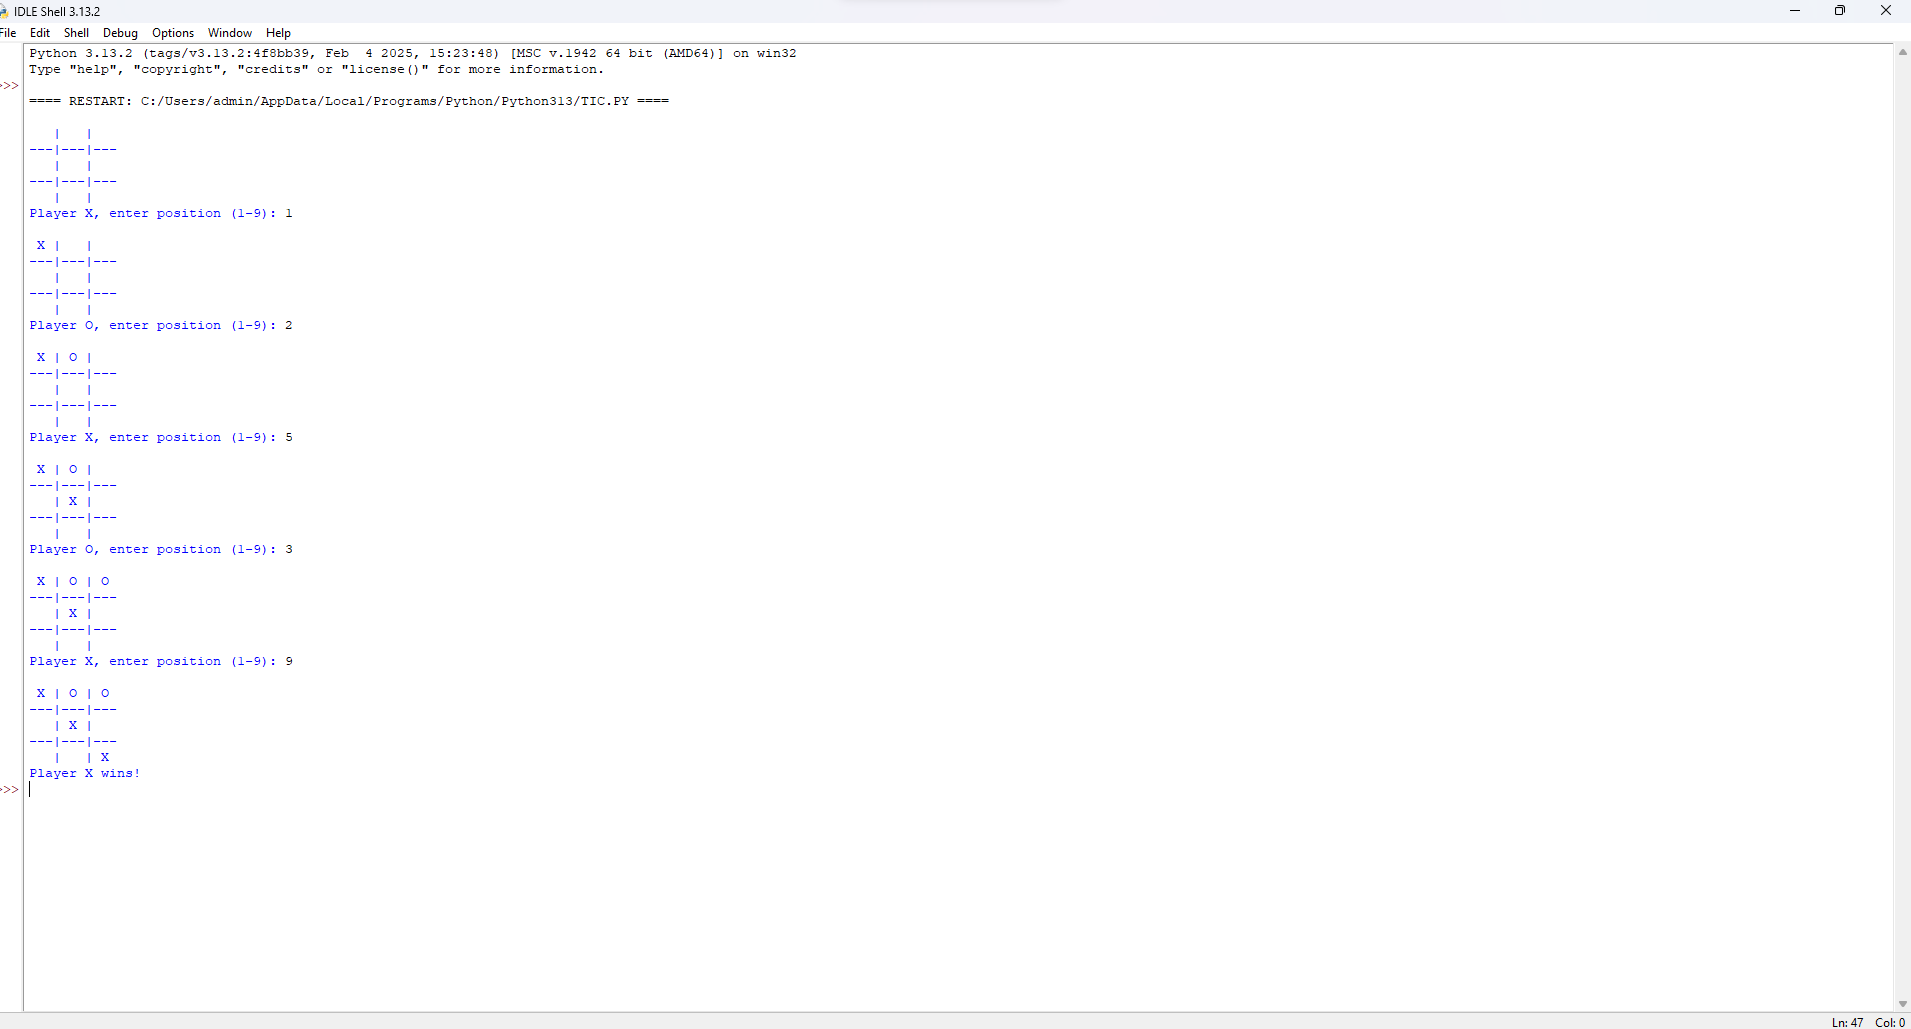 IDLE Shell 3.13.2
File Edit Shell Debug Options Window Help
Python 3.13.2 (tags/v3.13.2:4f8bb39, Feb  4 2025, 15:23:48) [MSC v.1942 64 bit (AMD64)] on win32
Type "help", "copyright", "credits" or "license()" for more information.
>>>
==== RESTART: C:/Users/admin/AppData/Local/Programs/Python/Python313/TIC.PY ====
   |   |
---|---|---
   |   |
---|---|---
   |   |
Player X, enter position (1-9): 1
 X |   |
---|---|---
   |   |
---|---|---
   |   |
Player O, enter position (1-9): 2
 X | O |
---|---|---
   |   |
---|---|---
   |   |
Player X, enter position (1-9): 5
 X | O |
---|---|---
   | X |
---|---|---
   |   |
Player O, enter position (1-9): 3
 X | O | O
---|---|---
   | X |
---|---|---
   |   |
Player X, enter position (1-9): 9
 X | O | O
---|---|---
   | X |
---|---|---
   |   | X
Player X wins!
>>>
Ln: 47 Col: 0